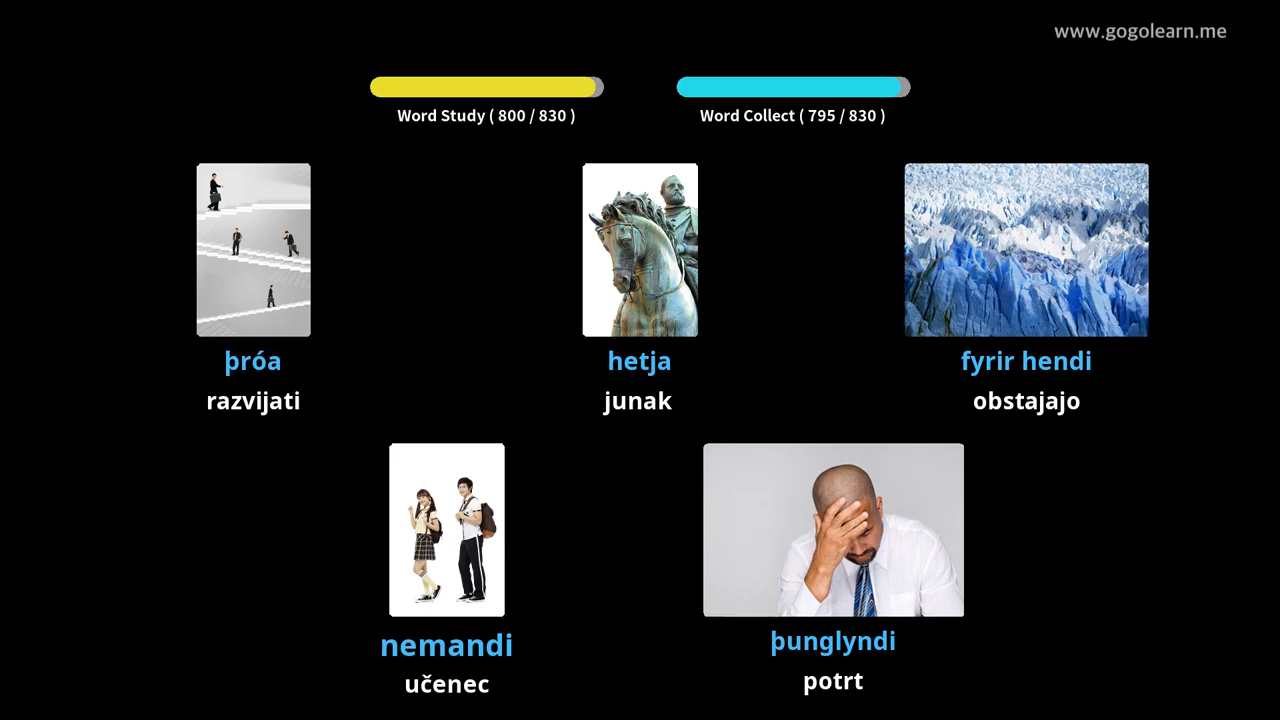 www.gogolearn.me
Word Study ( 800 / 830 )
Word Collect ( 795 / 830 )
þróa
razvijati
hetja
junak
fyrir hendi
obstajajo
nemandi
učenec
þunglyndi
potrt